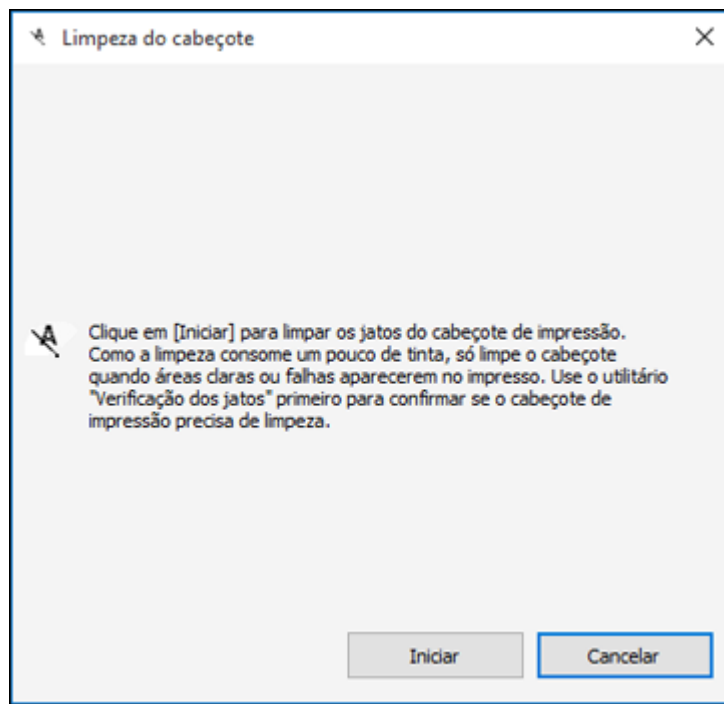 Limpeza do cabeçote
Clique em [Iniciar] para limpar os jatos do cabeçote de impressão.
Como a limpeza consome um pouco de tinta, só limpe o cabeçote
quando áreas claras ou falhas aparecerem no impresso. Use o utilitário
"Verificação dos jatos" primeiro para confirmar se o cabeçote de
impressão precisa de limpeza.
Iniciar
Cancelar